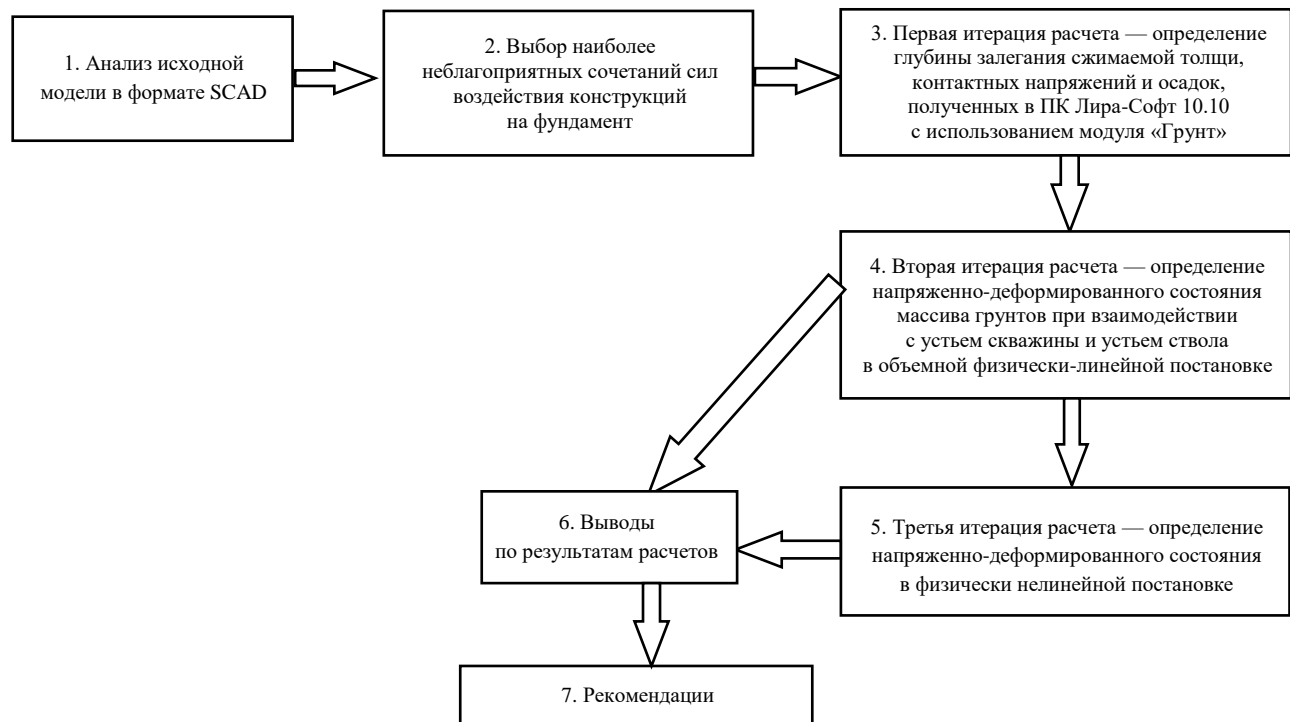 1. Анализ исходной
модели в формате SCAD
2. Выбор наиболее
неблагоприятных сочетаний сил
воздействия конструкций
на фундамент
3. Первая итерация расчета — определение
глубины залегания сжимаемой толщи,
контактных напряжений и осадок,
полученных в ПК Лира-Софт 10.10
с использованием модуля «Грунт»
4. Вторая итерация расчета — определение
напряженно-деформированного состояния
массива грунтов при взаимодействии
с устьем скважины и устьем ствола
в объемной физически-линейной постановке
5. Третья итерация расчета — определение
напряженно-деформированного состояния
в физически нелинейной постановке
6. Выводы
по результатам расчетов
7. Рекомендации